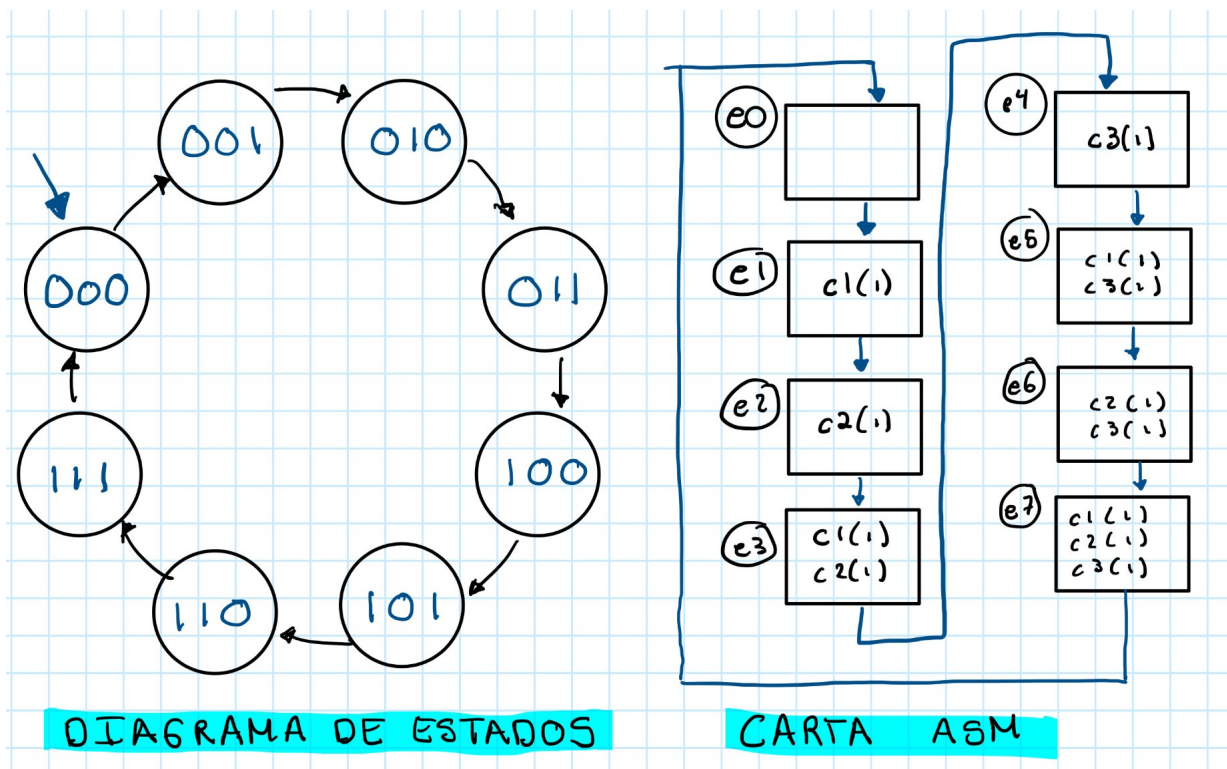 001
010
000
011
111
100
110
101
DIAGRAMA DE ESTADOS
e0
e1
c1(1)
e2
c2(1)
e3
c1(1)
c2(1)
e4
c3(1)
e5
c1(1)
c3(1)
e6
c2(1)
c3(1)
e7
c1(1)
c2(1)
c3(1)
CARTA ASM